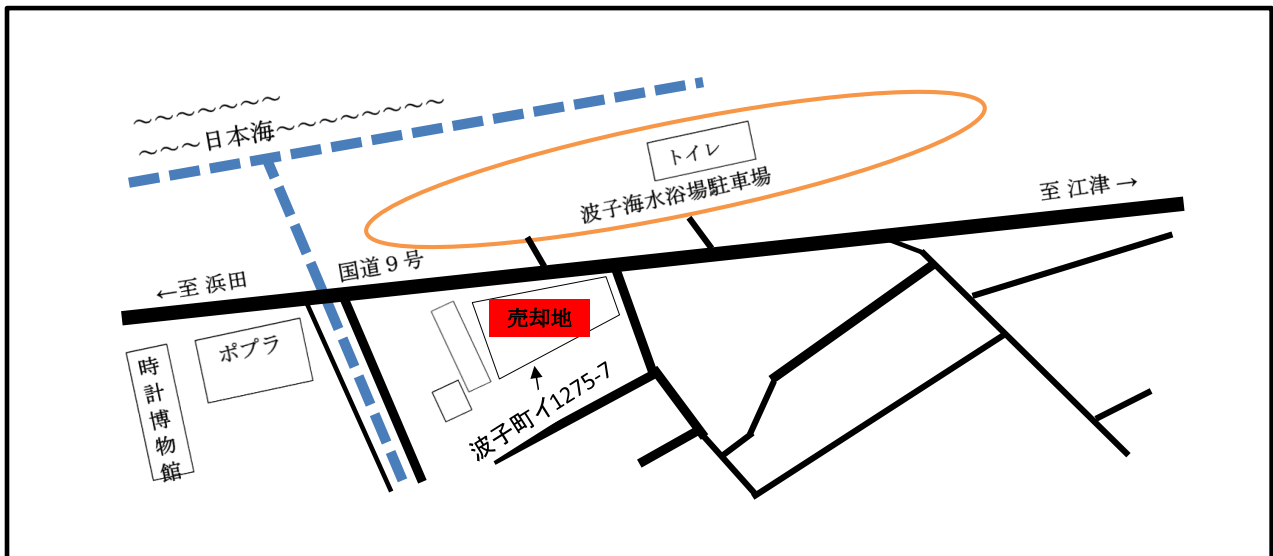 ～～～～～～～
～～～日本海～～～～～～～～～
トイレ
波子海水浴場駐車場
至 江津 →
国道９号
←至 浜田
売却地
ポプラ
時計博物館
波子町イ1275-7